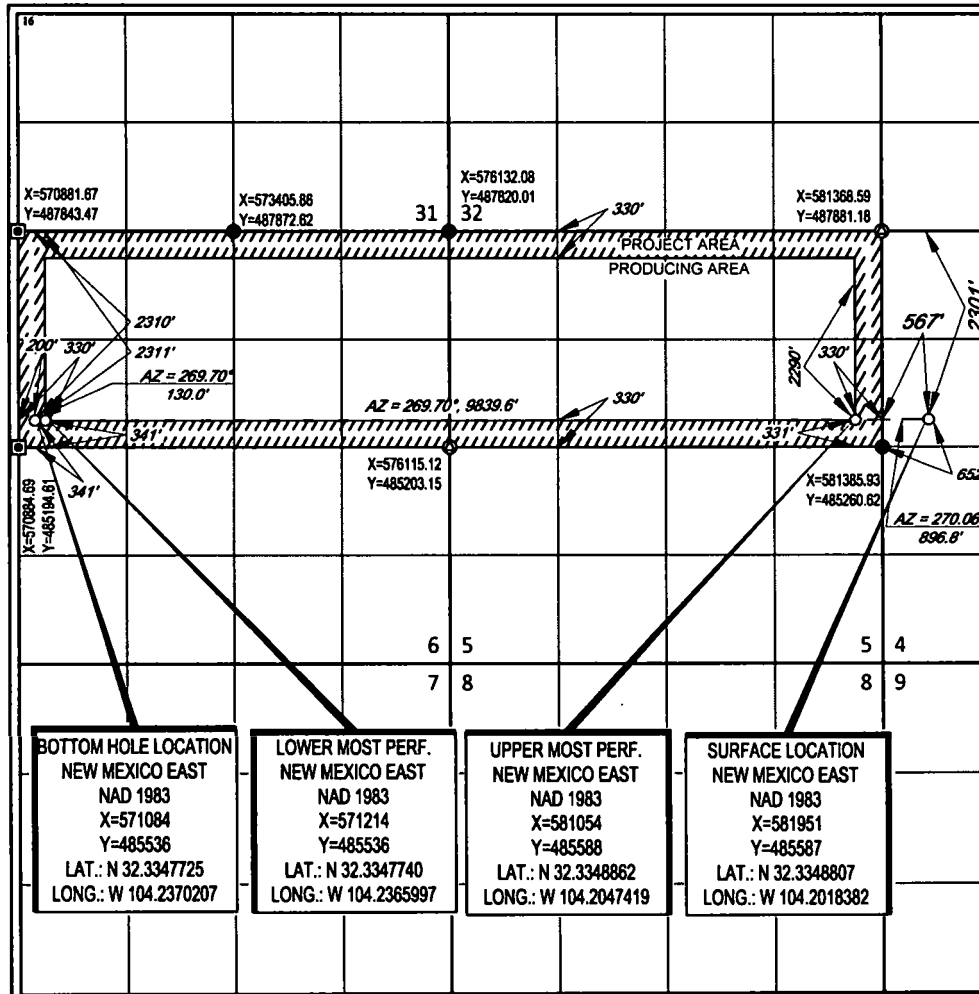 16
X=570881.67
Y=487843.47
X=573405.88
Y=487872.62
X=576132.08
Y=487820.01
X=581368.59
Y=487881.18
31 32
330'
PROJECT AREA
PRODUCING AREA
2310'
2311'
200' 330'
AZ = 269.70°
130.0'
2290'
330'
567'
2301'
AZ = 269.70°, 9839.6'
330'
341'
331'
341'
X=576115.12
Y=485203.15
X=581385.93
Y=485260.62
652
X=570884.69
Y=485194.61
AZ = 270.06
896.8'
6 5
7 8
5 4
8 9
BOTTOM HOLE LOCATION
NEW MEXICO EAST
NAD 1983
X=571084
Y=485536
LAT.: N 32.3347725
LONG.: W 104.2370207
LOWER MOST PERF.
NEW MEXICO EAST
NAD 1983
X=571214
Y=485536
LAT.: N 32.3347740
LONG.: W 104.2365997
UPPER MOST PERF.
NEW MEXICO EAST
NAD 1983
X=581054
Y=485588
LAT.: N 32.3348862
LONG.: W 104.2047419
SURFACE LOCATION
NEW MEXICO EAST
NAD 1983
X=581951
Y=485587
LAT.: N 32.3348807
LONG.: W 104.2018382